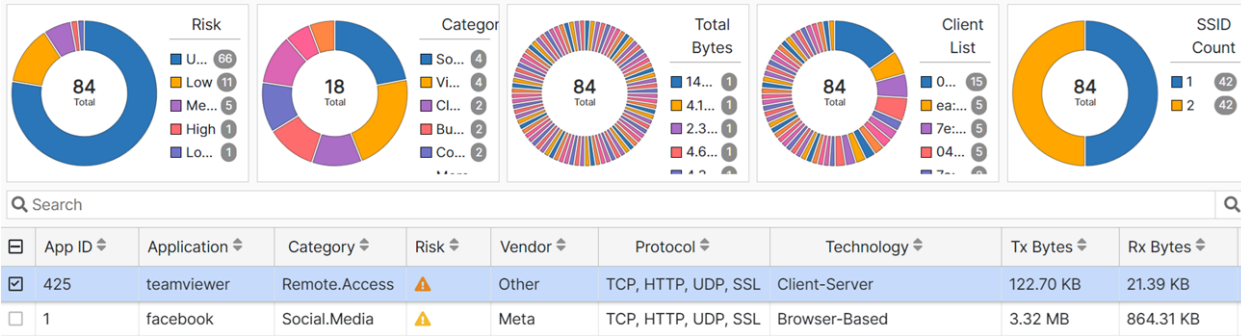 Risk
84
Total
U... 66
Low 11
Me... 5
High 1
Lo... 1
Categor
18
Total
So... 4
Vi... 4
Cl... 2
Bu... 2
Co... 2
Total
Bytes
84
Total
14... 1
4.1... 1
2.3... 1
4.6... 1
Client
List
84
Total
0... 15
ea:... 5
7e:... 5
04... 5
SSID
Count
84
Total
1 42
2 42
Search
App ID Application Category Risk Vendor Protocol Technology Tx Bytes Rx Bytes
425 teamviewer Remote.Access Other TCP, HTTP, UDP, SSL Client-Server 122.70 KB 21.39 KB
1 facebook Social.Media Meta TCP, HTTP, UDP, SSL Browser-Based 3.32 MB 864.31 KB